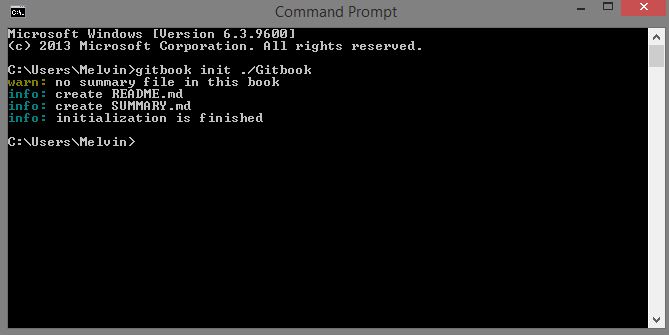 Command Prompt
Microsoft Windows [Version 6.3.9600]
(c) 2013 Microsoft Corporation. All rights reserved.
C:\Users\Melvin>gitbook init ./Gitbook
warn: no summary file in this book
info: create README.md
info: create SUMMARY.md
info: initialization is finished
C:\Users\Melvin>